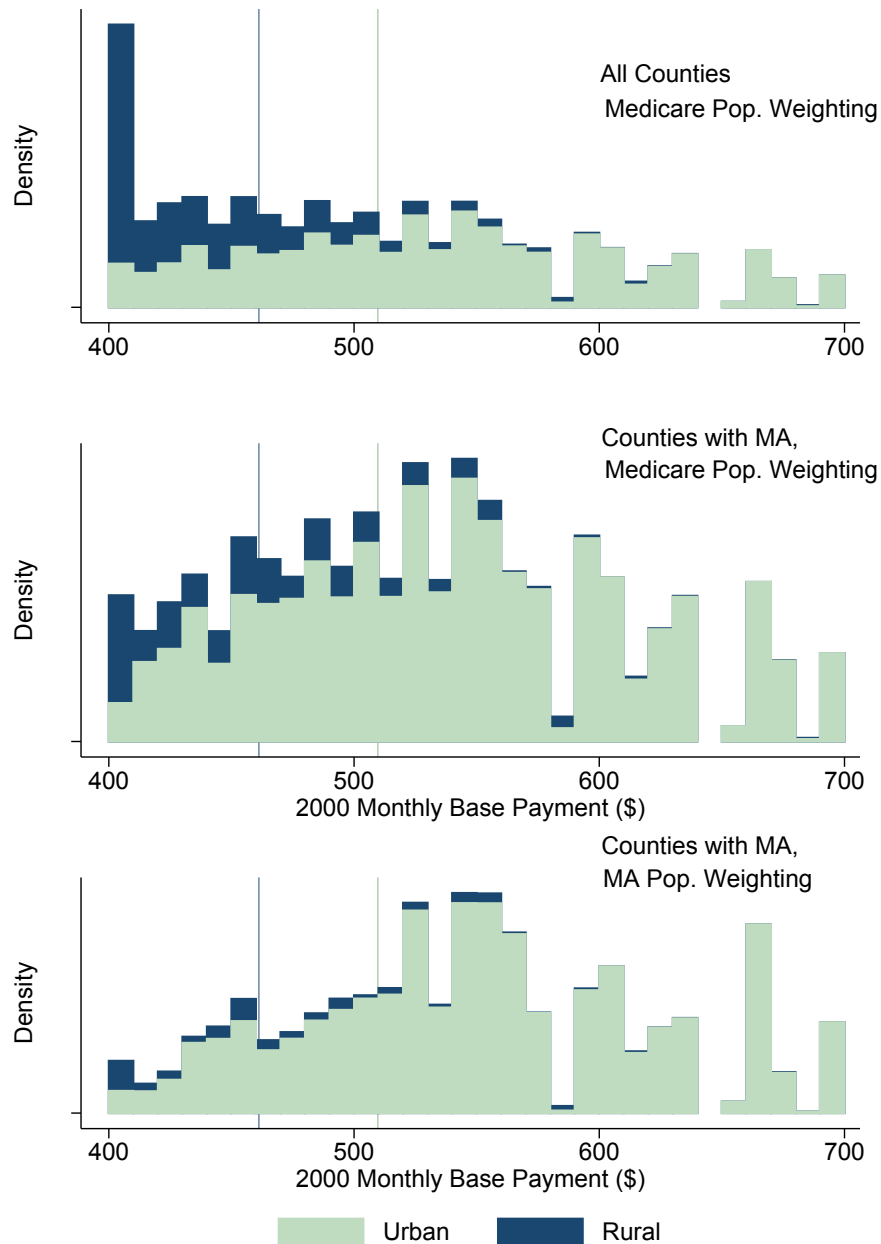 All Counties
Medicare Pop. Weighting
Density
400 500 600 700
Counties with MA,
Medicare Pop. Weighting
Density
400 500 600 700
2000 Monthly Base Payment ($)
Counties with MA,
MA Pop. Weighting
Density
400 500 600 700
2000 Monthly Base Payment ($)
Urban Rural